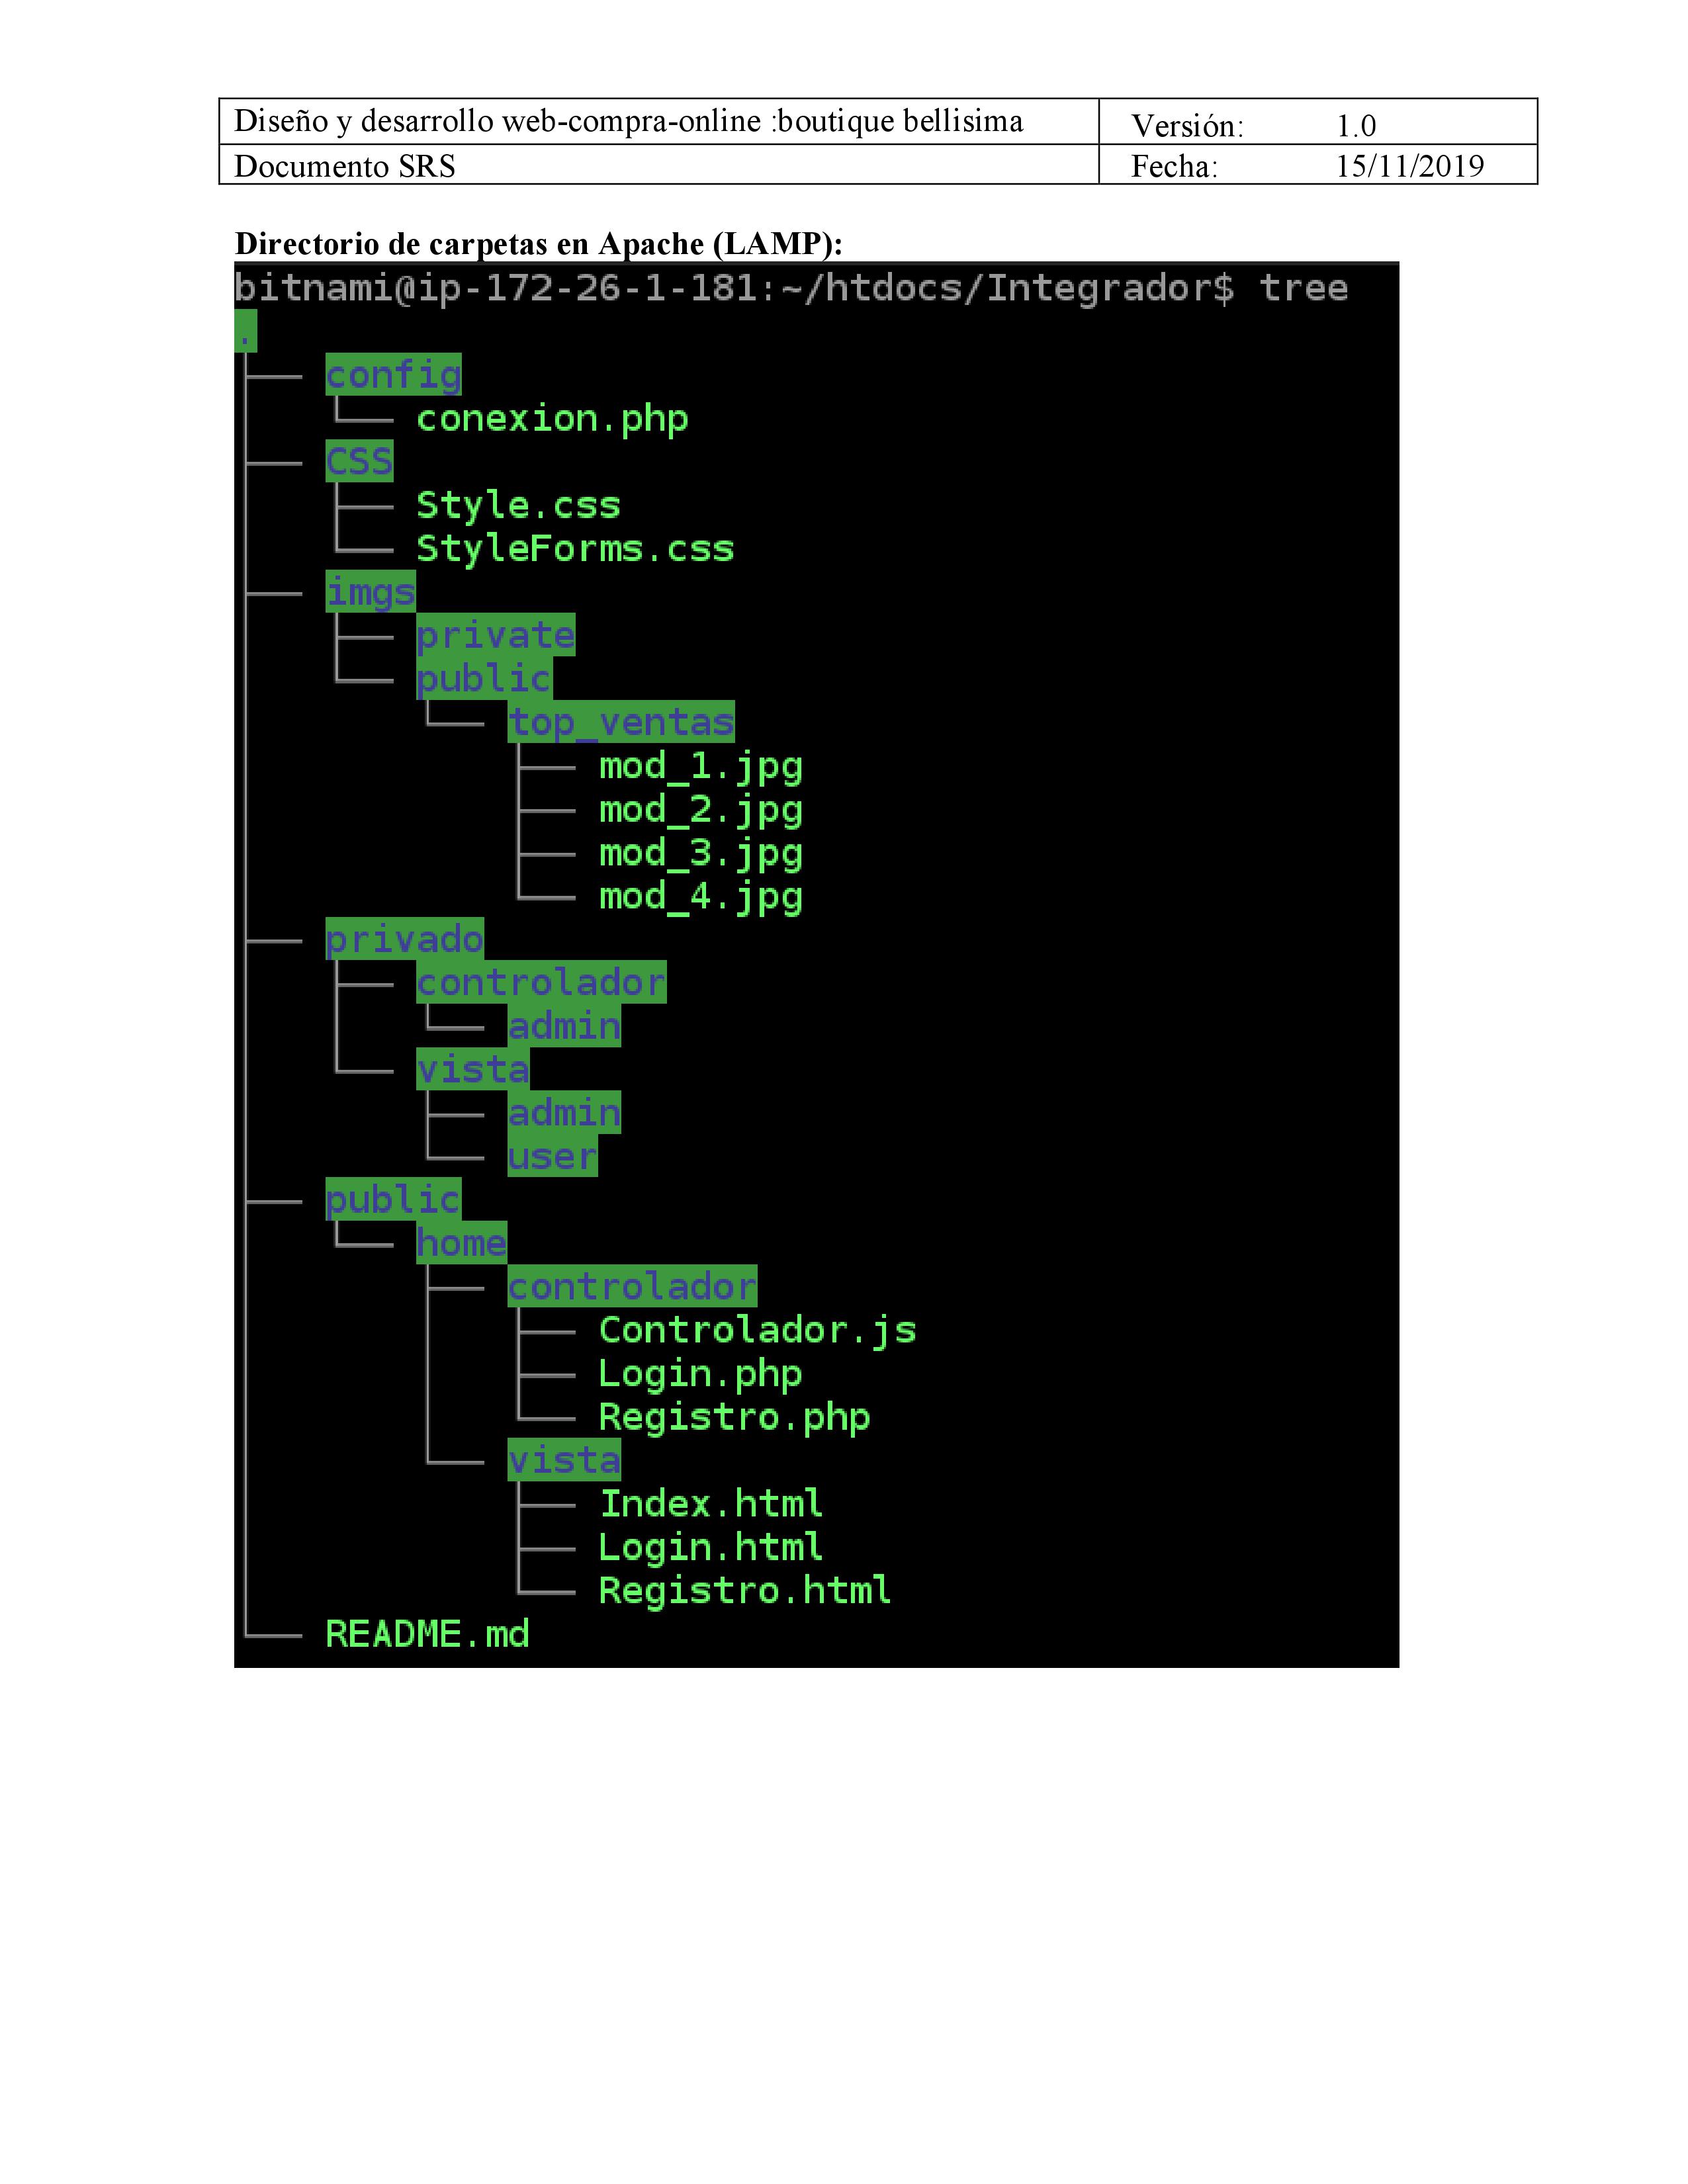 Diseño y desarrollo web-compra-online :boutique bellisima Versión: 1.0
Documento SRS Fecha: 15/11/2019
Directorio de carpetas en Apache (LAMP):
bitnami@ip-172-26-1-181:~/htdocs/Integrador$ tree
.
├── config
│   └── conexion.php
├── CSS
│   ├── Style.css
│   └── StyleForms.css
├── imgs
│   ├── private
│   └── public
│       └── top_ventas
│           ├── mod_1.jpg
│           ├── mod_2.jpg
│           ├── mod_3.jpg
│           └── mod_4.jpg
├── privado
│   ├── controlador
│   │   └── admin
│   └── vista
│       ├── admin
│       └── user
├── public
│   └── home
│       ├── controlador
│       │   ├── Controlador.js
│       │   ├── Login.php
│       │   └── Registro.php
│       └── vista
│           ├── Index.html
│           ├── Login.html
│           └── Registro.html
└── README.md